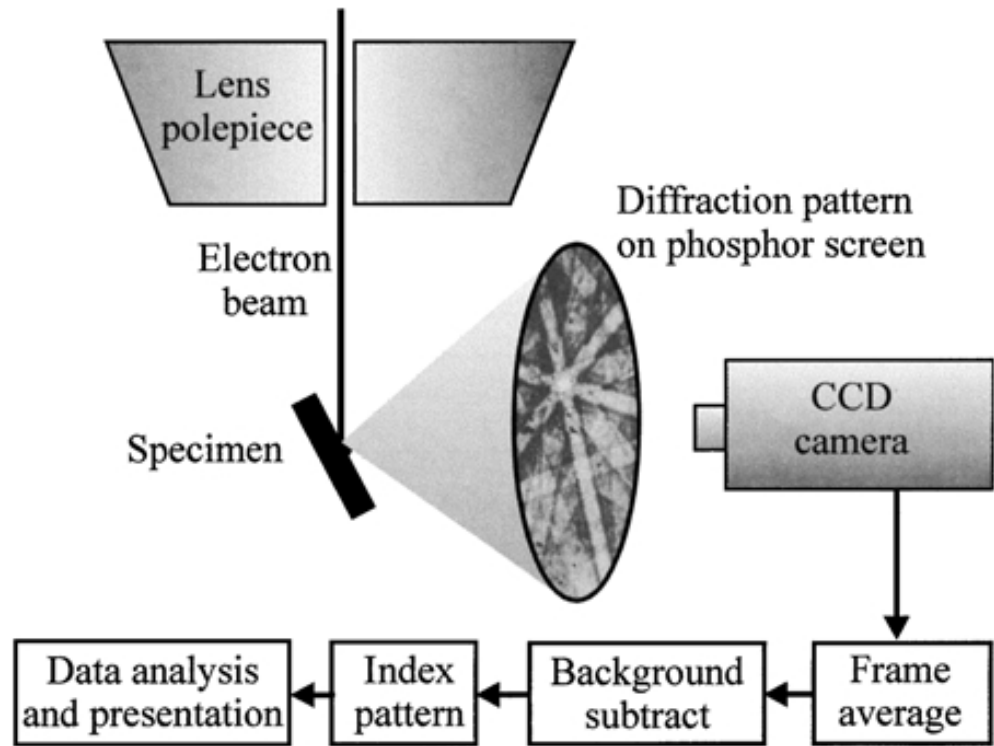 Lens
polepiece
Diffraction pattern
on phosphor screen
Electron
beam
CCD
camera
Specimen
Data analysis
and presentation
Index
pattern
Background
subtract
Frame
average